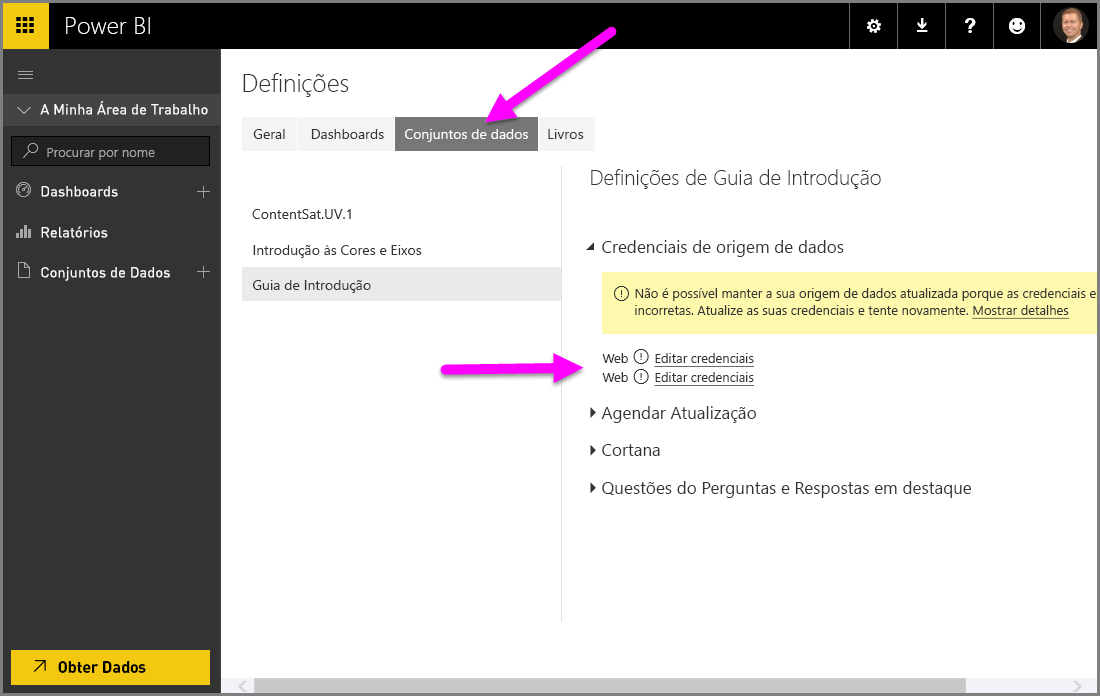 Power BI
?
A Minha Área de Trabalho
Procurar por nome
Dashboards
Relatórios
Conjuntos de Dados
Obter Dados
Definições
Geral
Dashboards
Conjuntos de dados
Livros
ContentSat.UV.1
Introdução às Cores e Eixos
Guia de Introdução
Definições de Guia de Introdução
Credenciais de origem de dados
Não é possível manter a sua origem de dados atualizada porque as credenciais e
incorretas. Atualize as suas credenciais e tente novamente. Mostrar detalhes
Web Editar credenciais
Web Editar credenciais
Agendar Atualização
Cortana
Questões do Perguntas e Respostas em destaque